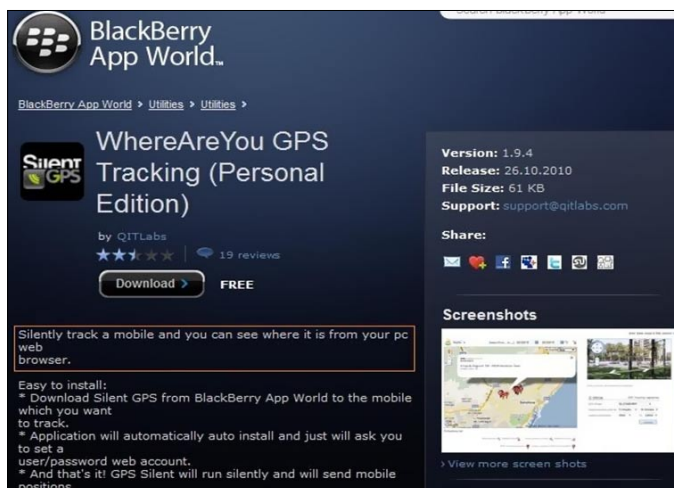 BlackBerry
App World™
BlackBerry App World > Utilities > Utilities >
Silent
GPS
WhereAreYou GPS
Tracking (Personal
Edition)
by QITLabs
19 reviews
Download >
FREE
Silently track a mobile and you can see where it is from your pc
web
browser.
Easy to install:
* Download Silent GPS from BlackBerry App World to the mobile
which you want
to track.
* Application will automatically auto install and just will ask you
to set a
user/password web account.
* And that's it! GPS Silent will run silently and will send mobile
positions
Version: 1.9.4
Release: 26.10.2010
File Size: 61 KB
Support: support@qitlabs.com
Share:
Screenshots
> View more screen shots